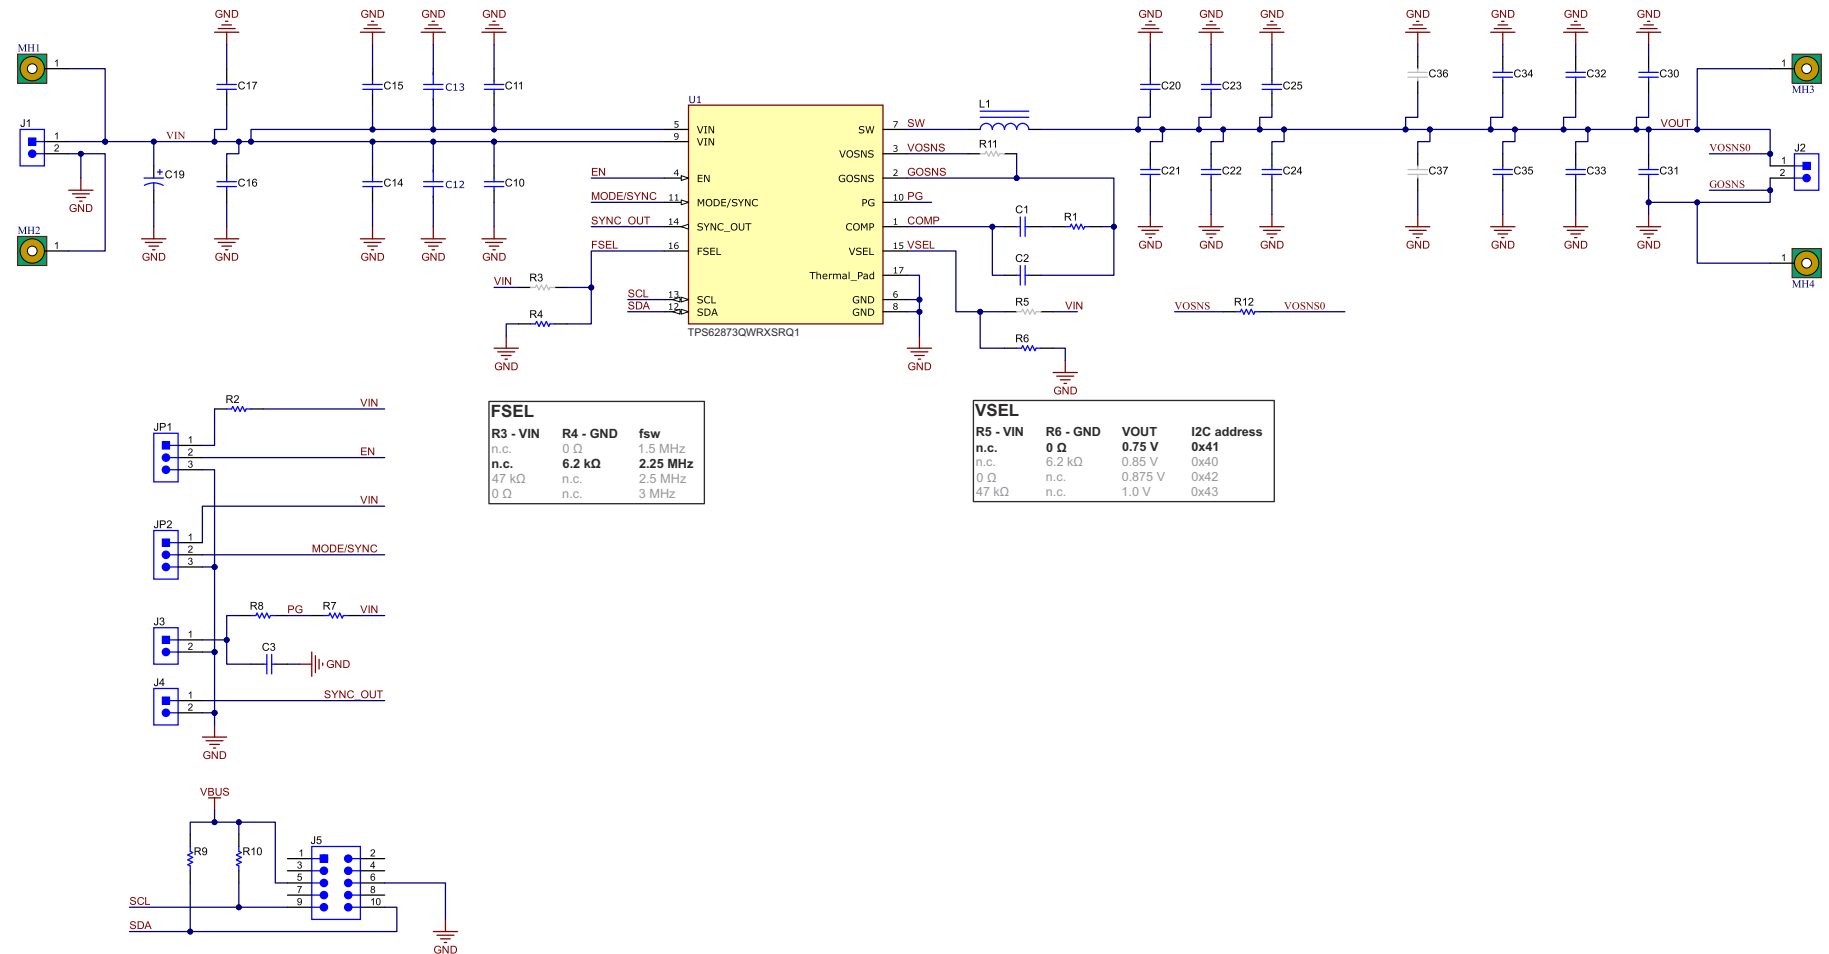 GND GND GND GND GND GND GND GND GND GND GND
MH1
1
C17 C15 C13 C11
C20 C23 C25 C36 C34 C32 C30
1
MH3
J1
1
2
VIN
C19 C16 C14 C12 C10
GND
MH2
1
GND GND GND GND GND
U1
5 VIN
9 VIN
EN 4 EN
MODE/SYNC 11 MODE/SYNC
SYNC_OUT 14 SYNC_OUT
FSEL 16 FSEL
SCL 13 SCL
SDA 12 SDA
SW 7 SW
VOSNS 3 VOSNS
GOSNS 2 GOSNS
PG 10 PG
COMP 1 COMP
VSEL 15 VSEL
Thermal_Pad 17
GND 6
GND 8
TPS62873QWRXSRQ1
VIN R3
R4
GND
GND
L1
R11
C1 R1
C2
R5 VIN
R6
GND
C21 C22 C24 C37 C35 C33 C31
GND GND GND GND GND GND GND
VOUT
VOSNS0
GOSNS
J2
1
2
1
MH4
VOSNS R12 VOSNS0
R2 VIN
JP1
1
2 EN
3
VIN
JP2
1
2 MODE/SYNC
3
R8 PG R7 VIN
J3
1
2
C3 GND
J4
1 SYNC_OUT
2
GND
FSEL
R3 - VIN R4 - GND fsw
n.c. 0 Ω 1.5 MHz
n.c. 6.2 kΩ 2.25 MHz
47 kΩ n.c. 2.5 MHz
0 Ω n.c. 3 MHz
VSEL
R5 - VIN R6 - GND VOUT I2C address
n.c. 0 Ω 0.75 V 0x41
n.c. 6.2 kΩ 0.85 V 0x40
0 Ω n.c. 0.875 V 0x42
47 kΩ n.c. 1.0 V 0x43
VBUS
R9 R10
J5
1 2
3 4
5 6
7 8
9 10
SCL
SDA
GND